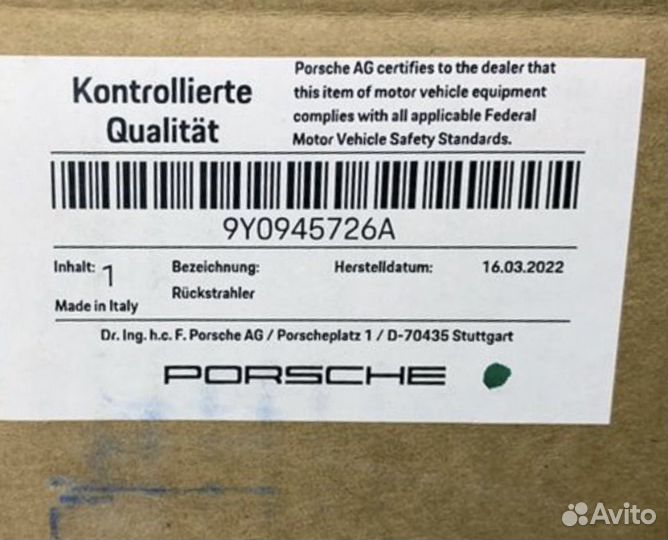 Kontrollierte
Qualität
Porsche AG certifies to the dealer that
this item of motor vehicle equipment
complies with all applicable Federal
Motor Vehicle Safety Standards.
9Y0945726A
Inhalt: 1
Made in Italy
Bezeichnung:
Rückstrahler
Herstelldatum: 16.03.2022
Dr. Ing. h.c. F. Porsche AG / Porscheplatz 1 / D-70435 Stuttgart
PORSCHE
Avito